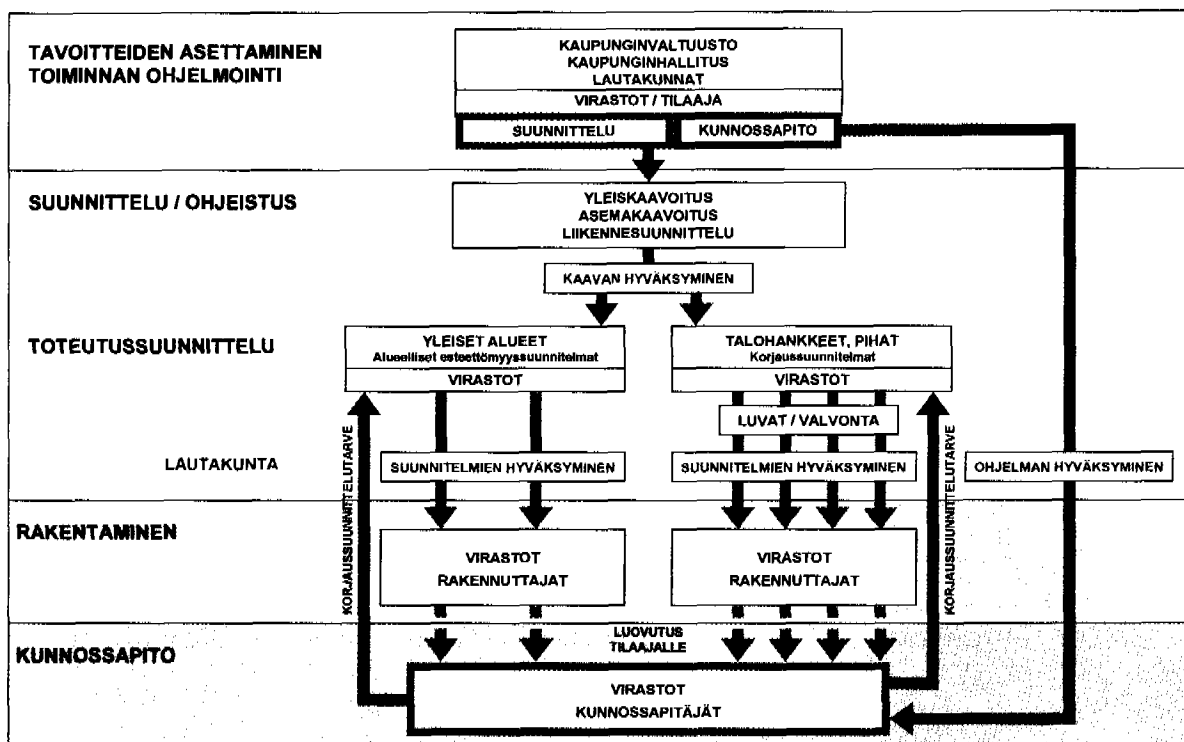 TAVOITTEIDEN ASETTAMINEN
TOIMINNAN OHJELMOINTI
KAUPUNGINVALTUUSTO
KAUPUNGINHALLITUS
LAUTAKUNNAT
VIRASTOT / TILAAJA
SUUNNITTELU
KUNNOSSAPITO
SUUNNITTELU / OHJEISTUS
YLEISKAAVOITUS
ASEMAKAAVOITUS
LIIKENNESUUNNITTELU
KAAVAN HYVÄKSYMINEN
TOTEUTUSSUUNNITTELU
YLEISET ALUEET
Alueelliset esteettömyyssuunnitelmat
VIRASTOT
TALOHANKKEET, PIHAT
Korjaussuunnitelmat
VIRASTOT
LUVAT / VALVONTA
LAUTAKUNTA
SUUNNITELMIEN HYVÄKSYMINEN
SUUNNITELMIEN HYVÄKSYMINEN
OHJELMAN HYVÄKSYMINEN
KORJAUSSUUNNITTELUTARVE
KORJAUSSUUNNITTELUTARVE
RAKENTAMINEN
VIRASTOT
RAKENNUTTAJAT
VIRASTOT
RAKENNUTTAJAT
LUOVUTUS
TILAAJALLE
KUNNOSSAPITO
VIRASTOT
KUNNOSSAPITÄJÄT